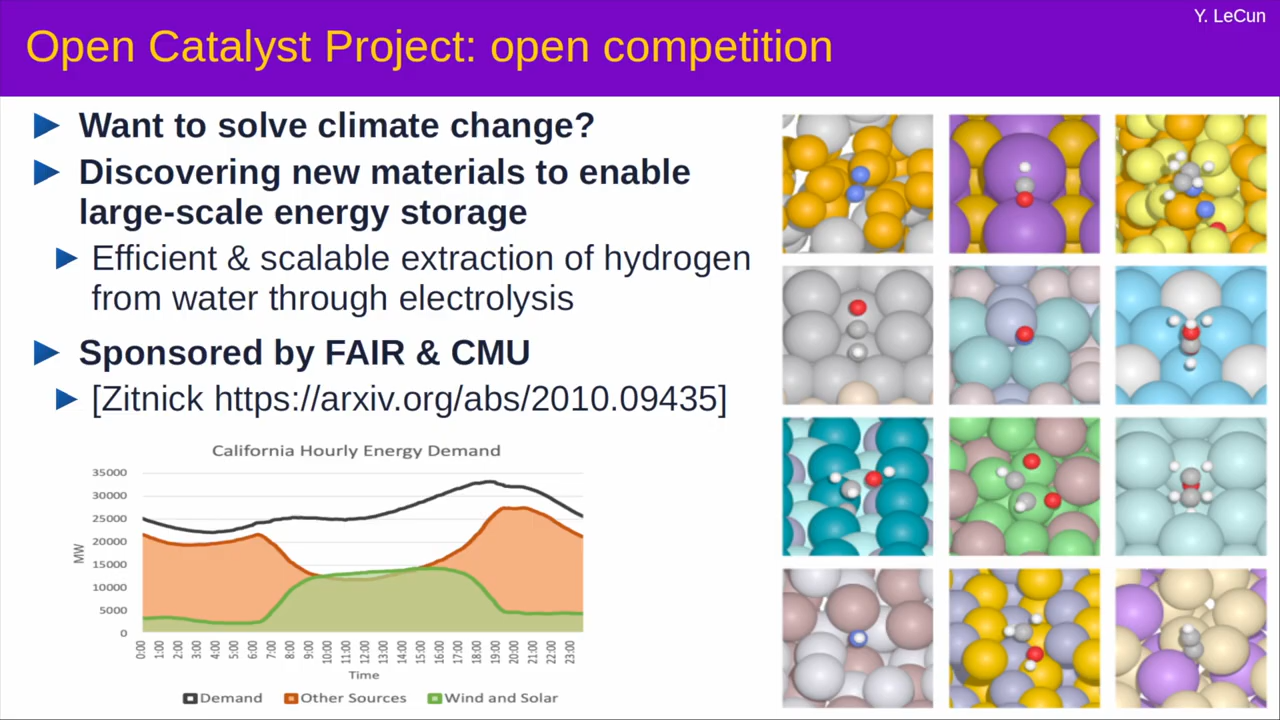 Y. LeCun
Open Catalyst Project: open competition
Want to solve climate change?
Discovering new materials to enable
large-scale energy storage
Efficient & scalable extraction of hydrogen
from water through electrolysis
Sponsored by FAIR & CMU
[Zitnick https://arxiv.org/abs/2010.09435]
California Hourly Energy Demand
35000
30000
25000
20000
15000
10000
5000
0
MW
0:00 1:00 2:00 3:00 4:00 5:00 6:00 7:00 8:00 9:00 10:00 11:00 12:00 13:00 14:00 15:00 16:00 17:00 18:00 19:00 20:00 21:00 22:00 23:00
Time
Demand Other Sources Wind and Solar